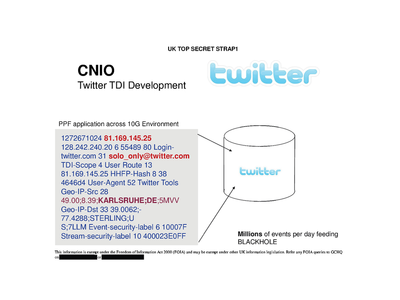 UK TOP SECRET STRAP1
CNIO
Twitter TDI Development
twitter
PPF application across 10G Environment
1272671024 81.169.145.25
128.242.240.20 6 55489 80 Login-
twitter.com 31 solo_only@twitter.com
TDI-Scope 4 User Route 13
81.169.145.25 HHFP-Hash 8 38
4646d4 User-Agent 52 Twitter Tools
Geo-IP-Src 28
49.00;8.39;KARLSRUHE;DE;5MVV
Geo-IP-Dst 33 39.0062;-
77.4288;STERLING;U
S;7LLM Event-security-label 6 10007F
Stream-security-label 10 400023E0FF
twitter
Millions of events per day feeding
BLACKHOLE
This information is exempt under the Freedom of Information Act 2000 (FOIA) and may be exempt under other UK information legislation. Refer any FOIA queries to GCHQ
on